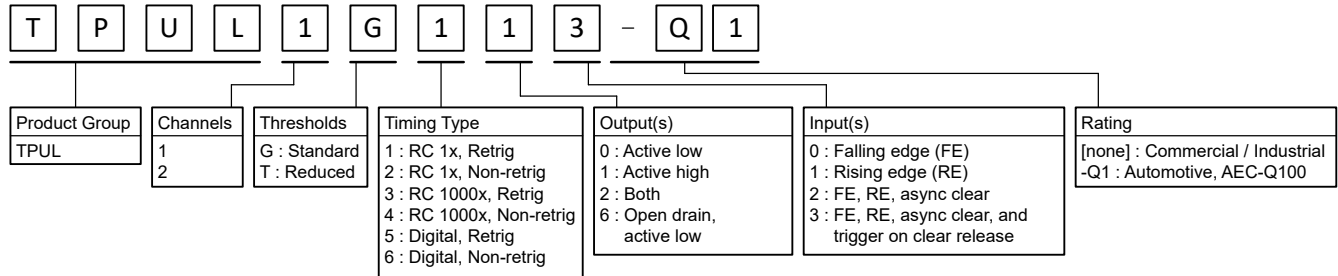 T P U L 1 G 1 1 3 – Q 1
Product Group
TPUL
Channels
1
2
Thresholds
G : Standard
T : Reduced
Timing Type
1 : RC 1x, Retrig
2 : RC 1x, Non-retrig
3 : RC 1000x, Retrig
4 : RC 1000x, Non-retrig
5 : Digital, Retrig
6 : Digital, Non-retrig
Output(s)
0 : Active low
1 : Active high
2 : Both
6 : Open drain,
active low
Input(s)
0 : Falling edge (FE)
1 : Rising edge (RE)
2 : FE, RE, async clear
3 : FE, RE, async clear, and
trigger on clear release
Rating
[none] : Commercial / Industrial
-Q1 : Automotive, AEC-Q100